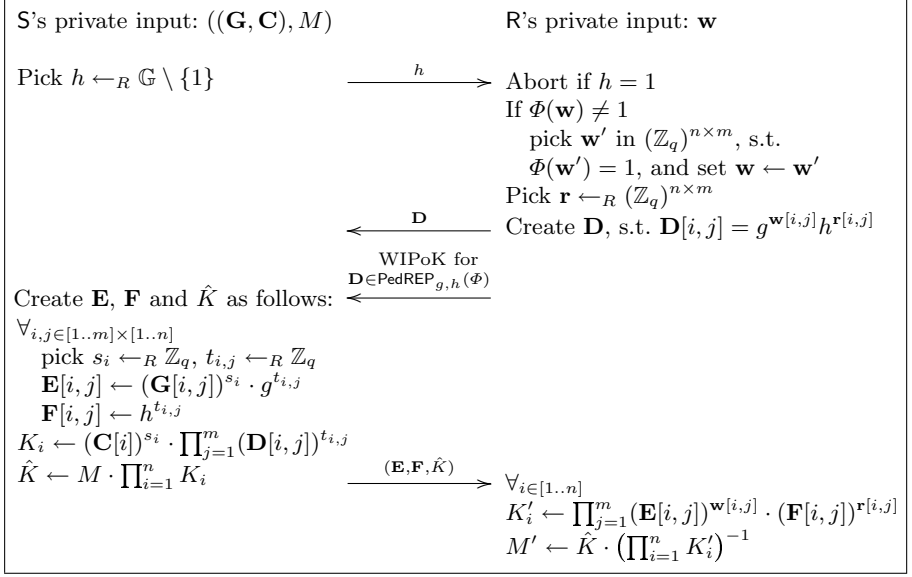 S's private input: ((G, C), M)
R's private input: w
Pick h ←_R 𝔾 \ {1}
h
Abort if h = 1
If Φ(w) ≠ 1
pick w′ in (ℤ_q)^{n×m}, s.t.
Φ(w′) = 1, and set w ← w′
Pick r ←_R (ℤ_q)^{n×m}
D
Create D, s.t. D[i, j] = g^{w[i,j]} h^{r[i,j]}
WIPoK for
D∈PedREP_{g,h}(Φ)
Create E, F and K̂ as follows:
∀_{i,j∈[1..m]×[1..n]}
pick s_i ←_R ℤ_q, t_{i,j} ←_R ℤ_q
E[i, j] ← (G[i, j])^{s_i} · g^{t_{i,j}}
F[i, j] ← h^{t_{i,j}}
K_i ← (C[i])^{s_i} · ∏_{j=1}^{m} (D[i, j])^{t_{i,j}}
K̂ ← M · ∏_{i=1}^{n} K_i
(E,F,K̂)
∀_{i∈[1..n]}
K′_i ← ∏_{j=1}^{m} (E[i, j])^{w[i,j]} · (F[i, j])^{r[i,j]}
M′ ← K̂ · (∏_{i=1}^{n} K′_i)^{−1}